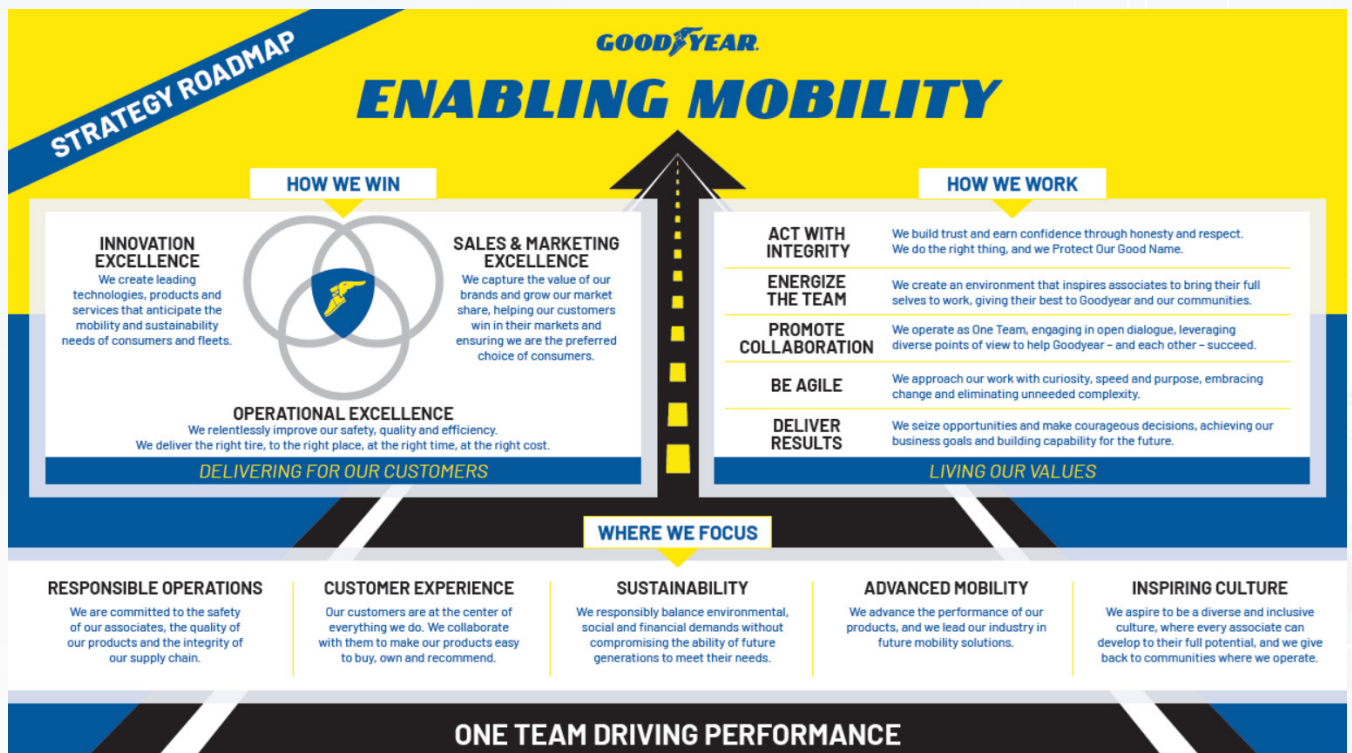 STRATEGY ROADMAP
GOODYEAR.
ENABLING MOBILITY
HOW WE WIN
INNOVATION
EXCELLENCE
We create leading
technologies, products and
services that anticipate the
mobility and sustainability
needs of consumers and fleets.
SALES & MARKETING
EXCELLENCE
We capture the value of our
brands and grow our market
share, helping our customers
win in their markets and
ensuring we are the preferred
choice of consumers.
OPERATIONAL EXCELLENCE
We relentlessly improve our safety, quality and efficiency.
We deliver the right tire, to the right place, at the right time, at the right cost.
DELIVERING FOR OUR CUSTOMERS
HOW WE WORK
ACT WITH
INTEGRITY
We build trust and earn confidence through honesty and respect.
We do the right thing, and we Protect Our Good Name.
ENERGIZE
THE TEAM
We create an environment that inspires associates to bring their full
selves to work, giving their best to Goodyear and our communities.
PROMOTE
COLLABORATION
We operate as One Team, engaging in open dialogue, leveraging
diverse points of view to help Goodyear – and each other – succeed.
BE AGILE
We approach our work with curiosity, speed and purpose, embracing
change and eliminating unneeded complexity.
DELIVER
RESULTS
We seize opportunities and make courageous decisions, achieving our
business goals and building capability for the future.
LIVING OUR VALUES
WHERE WE FOCUS
RESPONSIBLE OPERATIONS
We are committed to the safety
of our associates, the quality of
our products and the integrity of
our supply chain.
CUSTOMER EXPERIENCE
Our customers are at the center of
everything we do. We collaborate
with them to make our products easy
to buy, own and recommend.
SUSTAINABILITY
We responsibly balance environmental,
social and financial demands without
compromising the ability of future
generations to meet their needs.
ADVANCED MOBILITY
We advance the performance of our
products, and we lead our industry in
future mobility solutions.
INSPIRING CULTURE
We aspire to be a diverse and inclusive
culture, where every associate can
develop to their full potential, and we give
back to communities where we operate.
ONE TEAM DRIVING PERFORMANCE